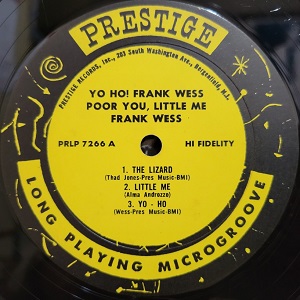 PRESTIGE
PRESTIGE RECORDS, Inc., 203 South Washington Ave., Bergenfield, N.J.
YO HO! FRANK WESS
POOR YOU, LITTLE ME
FRANK WESS
PRLP 7266 A HI FIDELITY
1. THE LIZARD
(Thad Jones-Pres Music-BMI)
2. LITTLE ME
(Alma Androzzo)
3. YO - HO
(Wess-Pres Music-BMI)
LONG PLAYING MICROGROOVE